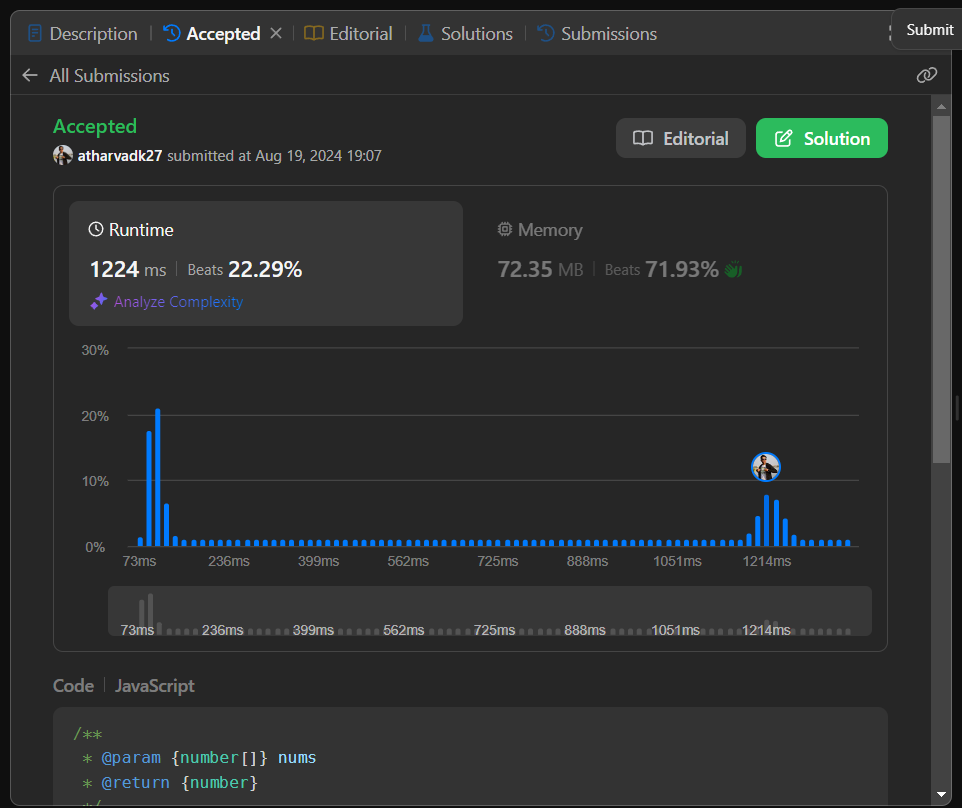 Description Accepted Editorial Solutions Submissions Submit
All Submissions
Accepted
atharvadk27 submitted at Aug 19, 2024 19:07
Editorial Solution
Runtime
1224 ms Beats 22.29%
Analyze Complexity
Memory
72.35 MB Beats 71.93%
30%
20%
10%
0%
73ms 236ms 399ms 562ms 725ms 888ms 1051ms 1214ms
73ms 236ms 399ms 562ms 725ms 888ms 1051ms 1214ms
Code JavaScript
/**
* @param {number[]} nums
* @return {number}
*/